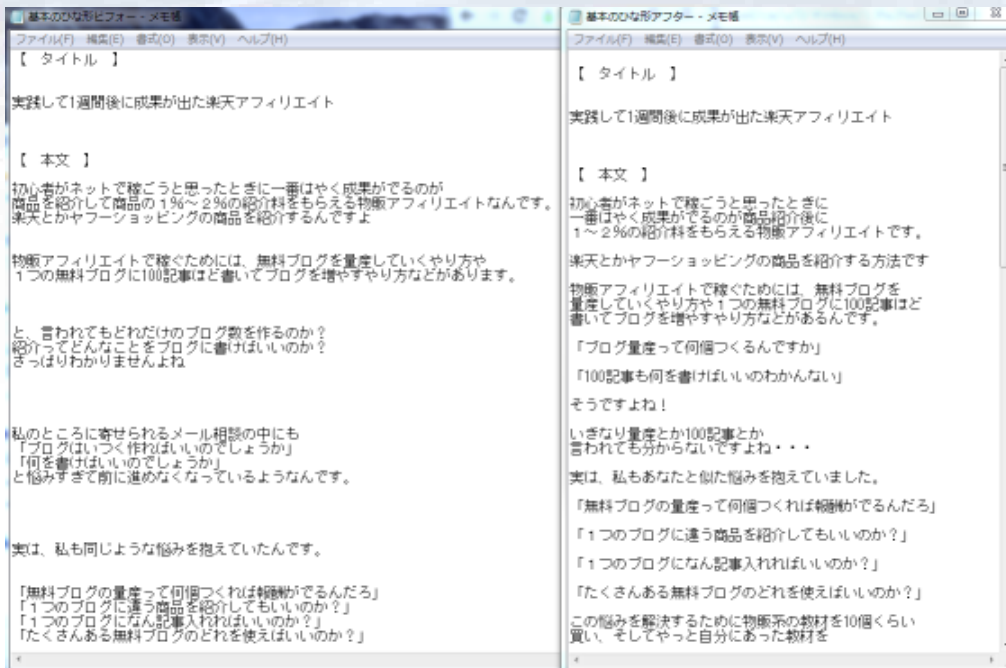 基本のひな形ビフォー - メモ帳
ファイル(F) 編集(E) 書式(O) 表示(V) ヘルプ(H)
【 タイトル 】
実践して1週間後に成果が出た楽天アフィリエイト
【 本文 】
初心者がネットで稼ごうと思ったときに一番はやく成果がでるのが
商品を紹介して商品の1%~2%の紹介料をもらえる物販アフィリエイトなんです。
楽天とかヤフーショッピングの商品を紹介するんですよ
物販アフィリエイトで稼ぐためには、無料ブログを量産していくやり方や
1つの無料ブログに100記事ほど書いてブログを増やすやり方などがあります。
と、言われてもどれだけのブログ数を作るのか?
紹介ってどんなことをブログに書けばいいのか?
さっぱりわかりませんよね
私のところに寄せられるメール相談の中にも
「ブログはいつく作ればいいのでしょうか」
「何を書けばいいのでしょうか」
と悩みすぎて前に進めなくなっているようなんです。
実は、私も同じような悩みを抱えていたんです。
「無料ブログの量産って何個つくれば報酬がでるんだろ」
「1つのブログに違う商品を紹介してもいいのか?」
「1つのブログになん記事入れればいいのか?」
「たくさんある無料ブログのどれを使えばいいのか?」
基本のひな形アフター - メモ帳
ファイル(F) 編集(E) 書式(O) 表示(V) ヘルプ(H)
【 タイトル 】
実践して1週間後に成果が出た楽天アフィリエイト
【 本文 】
初心者がネットで稼ごうと思ったときに
一番はやく成果がでるのが商品紹介後に
1~2%の紹介料をもらえる物販アフィリエイトです。
楽天とかヤフーショッピングの商品を紹介する方法です
物販アフィリエイトで稼ぐためには、無料ブログを
量産していくやり方や1つの無料ブログに100記事ほど
書いてブログを増やすやり方などがあるんです。
「ブログ量産って何個つくるんですか」
「100記事も何を書けばいいのわかんない」
そうですよね!
いきなり量産とか100記事とか
言われても分からないですよね・・・
実は、私もあなたと似た悩みを抱えていました。
「無料ブログの量産って何個つくれば報酬がでるんだろ」
「1つのブログに違う商品を紹介してもいいのか?」
「1つのブログになん記事入れればいいのか?」
「たくさんある無料ブログのどれを使えばいいのか?」
この悩みを解決するために物販系の教材を10個くらい
買い、そしてやっと自分にあった教材を